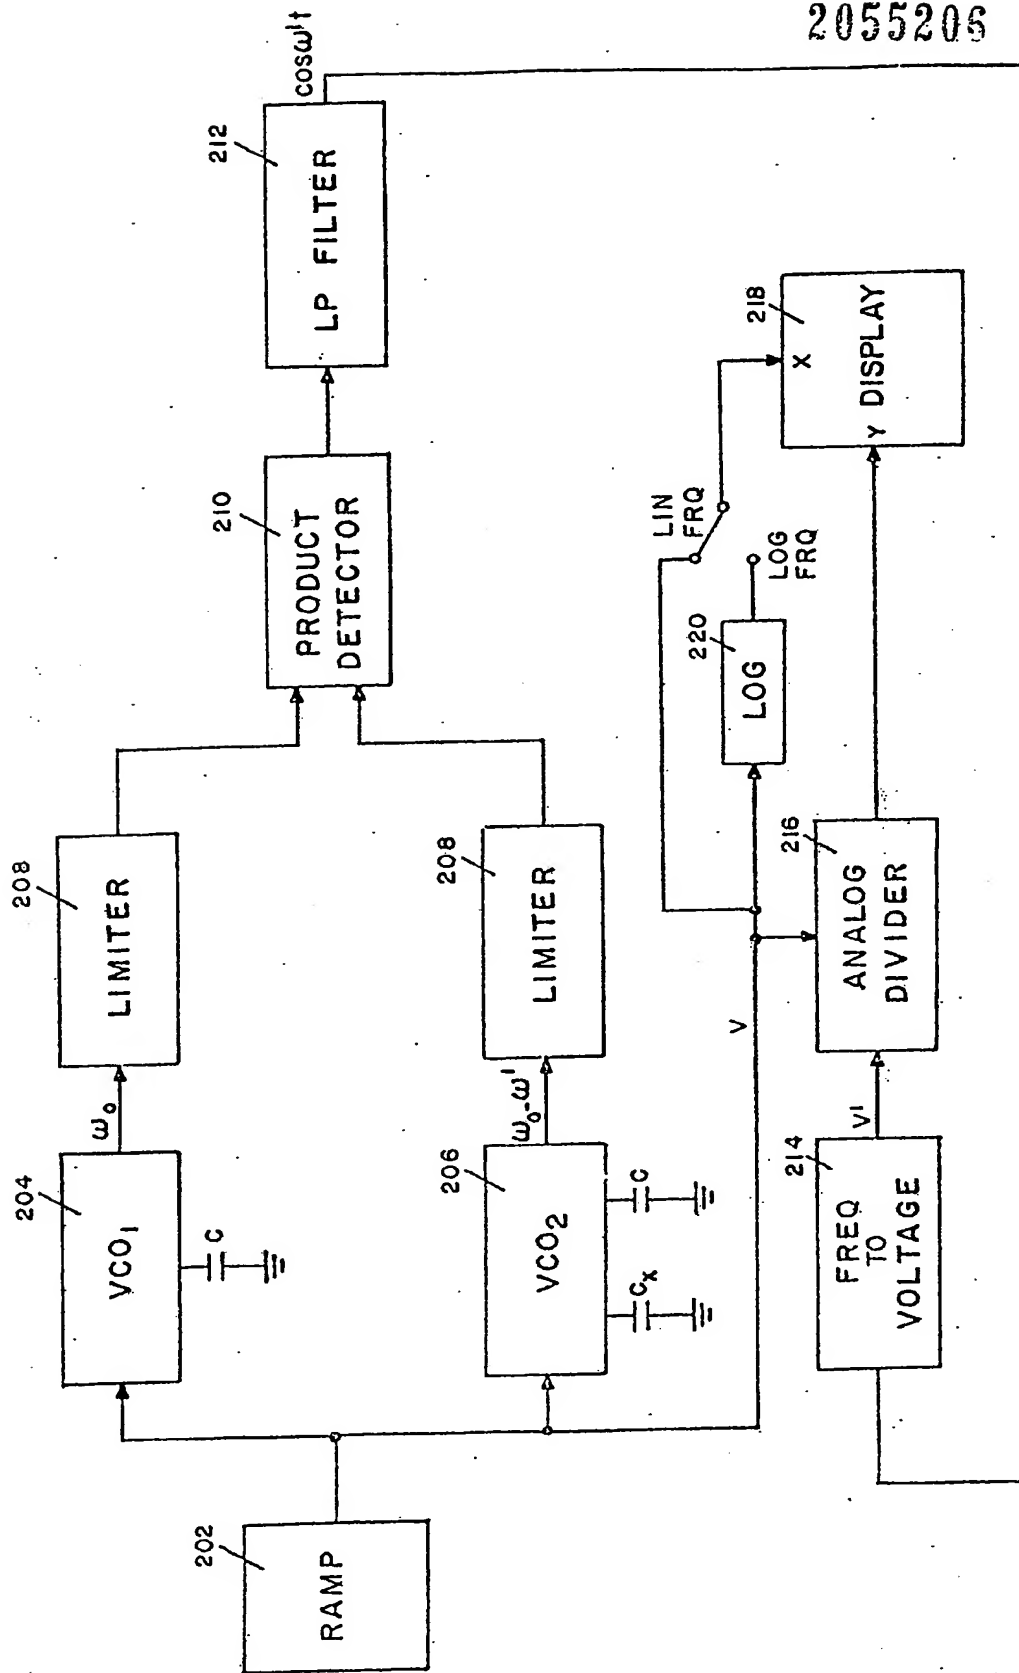 2055206
202
RAMP
204
VCO₁
C
ω₀
208
LIMITER
206
VCO₂
Cₓ
C
ω₀-ω'
208
LIMITER
210
PRODUCT
DETECTOR
212
LP FILTER
cosω't
V
LIN
FRQ
LOG
FRQ
220
LOG
214
FREQ
TO
VOLTAGE
V'
216
ANALOG
DIVIDER
218
X
Y DISPLAY